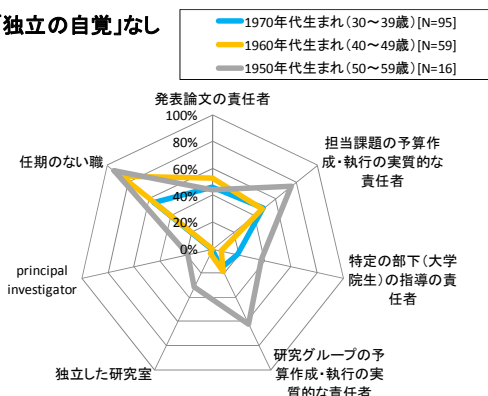 「独立の自覚」なし
1970年代生まれ(30～39歳)[N=95]
1960年代生まれ(40～49歳)[N=59]
1950年代生まれ(50～59歳)[N=16]
発表論文の責任者
100%
80%
60%
40%
20%
0%
担当課題の予算作
成・執行の実質的な
責任者
特定の部下(大学
院生)の指導の責
任者
研究グループの予
算作成・執行の実
質的な責任者
独立した研究室
principal
investigator
任期のない職